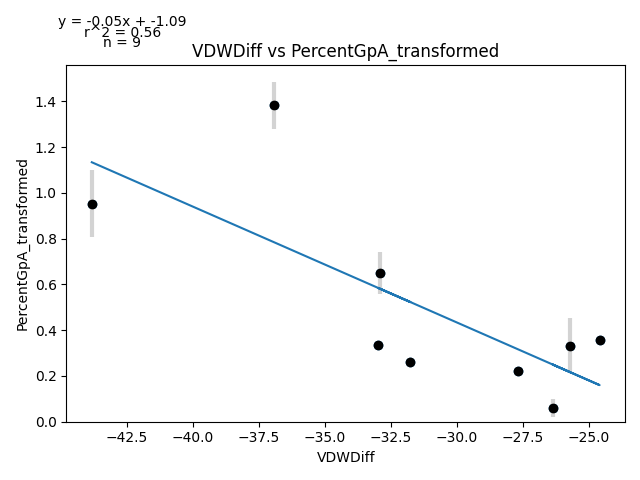 y = -0.05x + -1.09
r^2 = 0.56
n = 9
VDWDiff vs PercentGpA_transformed
PercentGpA_transformed
1.4
1.2
1.0
0.8
0.6
0.4
0.2
0.0
−42.5 −40.0 −37.5 −35.0 −32.5 −30.0 −27.5 −25.0
VDWDiff